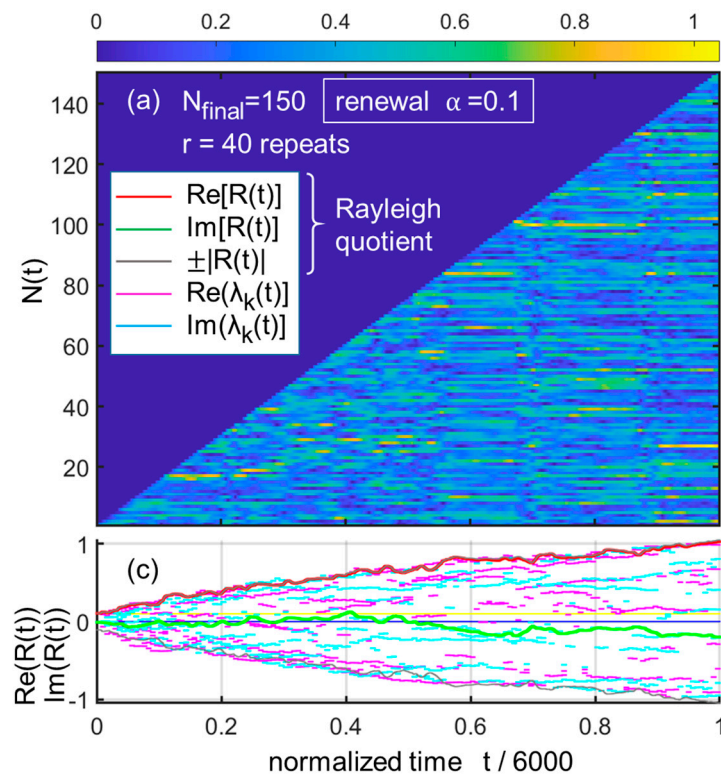 0 0.2 0.4 0.6 0.8 1
140
120
100
80
60
40
20
N(t)
(a) N_final=150 renewal α=0.1
r = 40 repeats
Re[R(t)]
Im[R(t)]
±|R(t)|
Re(λ_k(t)]
Im(λ_k(t)]
Rayleigh
quotient
(c)
1
0
-1
Re(R(t))
Im(R(t))
0 0.2 0.4 0.6 0.8 1
normalized time t / 6000